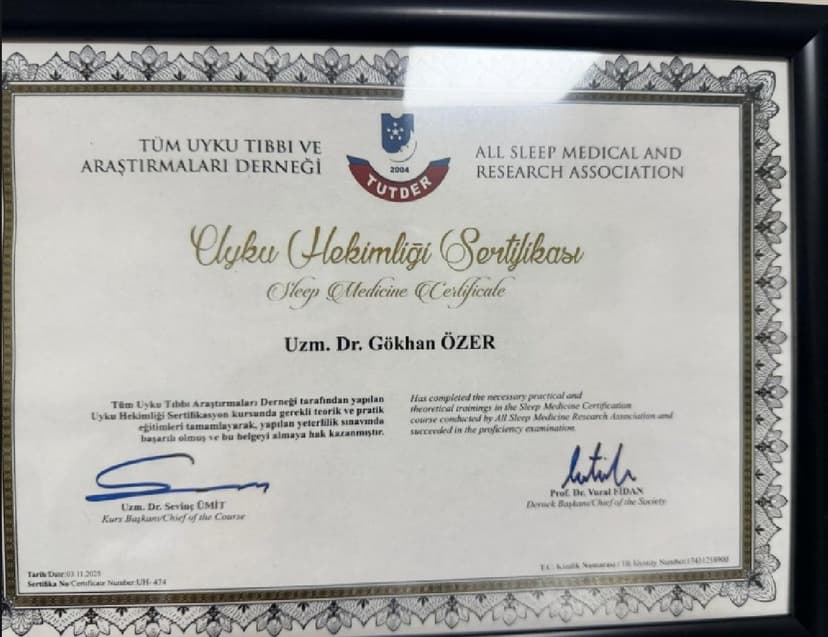 TÜM UYKU TIBBI VE
ARAŞTIRMALARI DERNEĞİ
2004
TUTDER
ALL SLEEP MEDICAL AND
RESEARCH ASSOCIATION
Uyku Hekimliği Sertifikası
Sleep Medicine Certificate
Uzm. Dr. Gökhan ÖZER
Tüm Uyku Tıbbı Araştırmaları Derneği tarafından yapılan
Uyku Hekimliği Sertifikasyon kursunda gerekli teorik ve pratik
eğitimleri tamamlayarak, yapılan yeterlilik sınavında
başarılı olmuş ve bu belgeyi almaya hak kazanmıştır.
Has completed the necessary practical and
theoretical trainings in the Sleep Medicine Certification
course conducted by All Sleep Medicine Research Association and
succeeded in the proficiency examination.
Uzm. Dr. Sevinç ÜMİT
Kurs Başkanı/Chief of the Course
Prof. Dr. Vural FİDAN
Dernek Başkanı/Chief of the Society
Tarih/Date:03.11.2025
Sertifika No/Certificate Number:UH- 474
T.C. Kimlik Numarası / TR Identity Number: